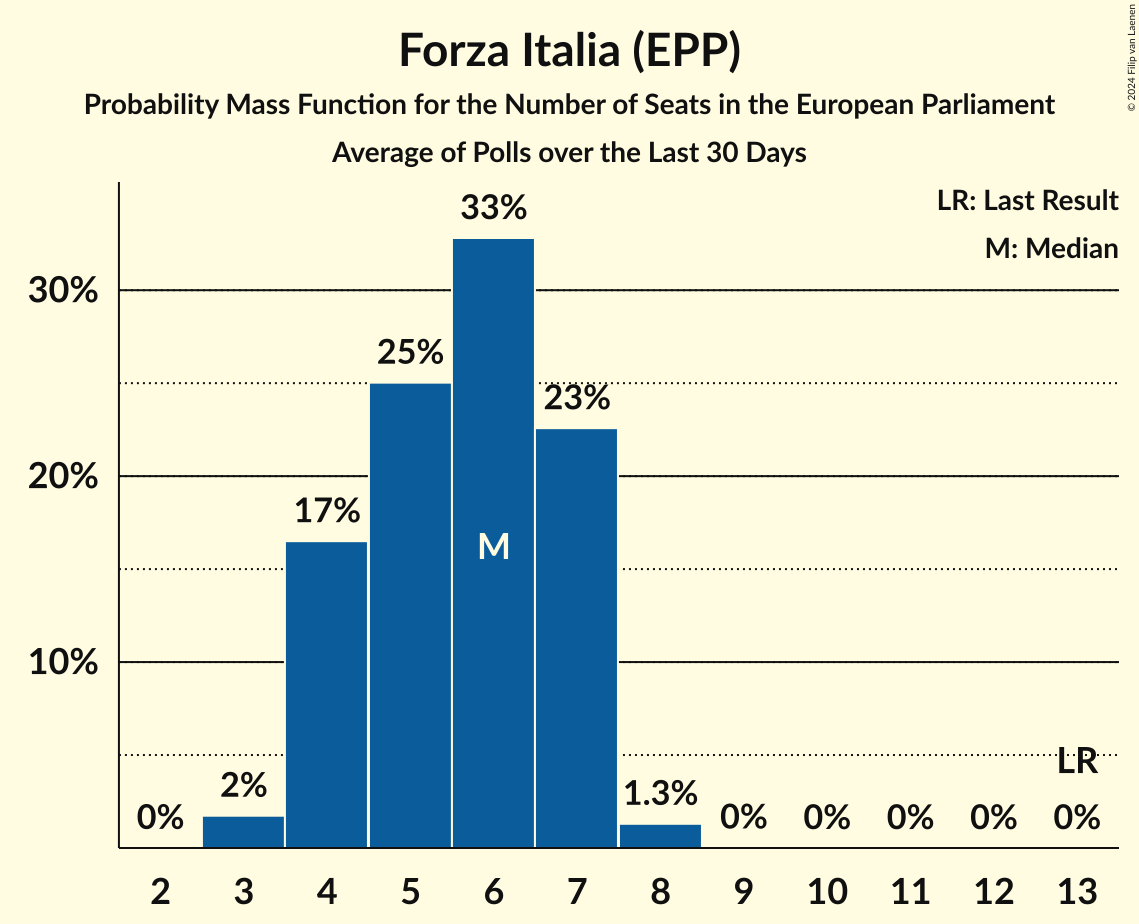 Forza Italia (EPP)
Probability Mass Function for the Number of Seats in the European Parliament
Average of Polls over the Last 30 Days
© 2024 Filip van Laenen
LR: Last Result
M: Median
30%
20%
10%
0%
2%
17%
25%
33%
M
23%
1.3%
0%
0%
0%
0%
LR
0%
2 3 4 5 6 7 8 9 10 11 12 13